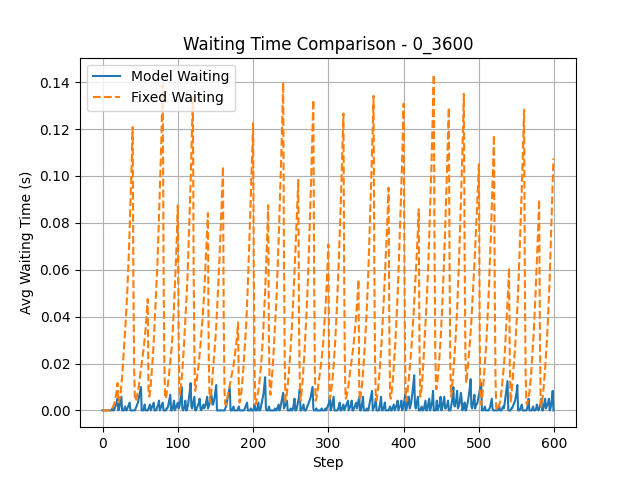 Waiting Time Comparison - 0_3600
Model Waiting
Fixed Waiting
Avg Waiting Time (s)
0.14
0.12
0.10
0.08
0.06
0.04
0.02
0.00
0 100 200 300 400 500 600
Step